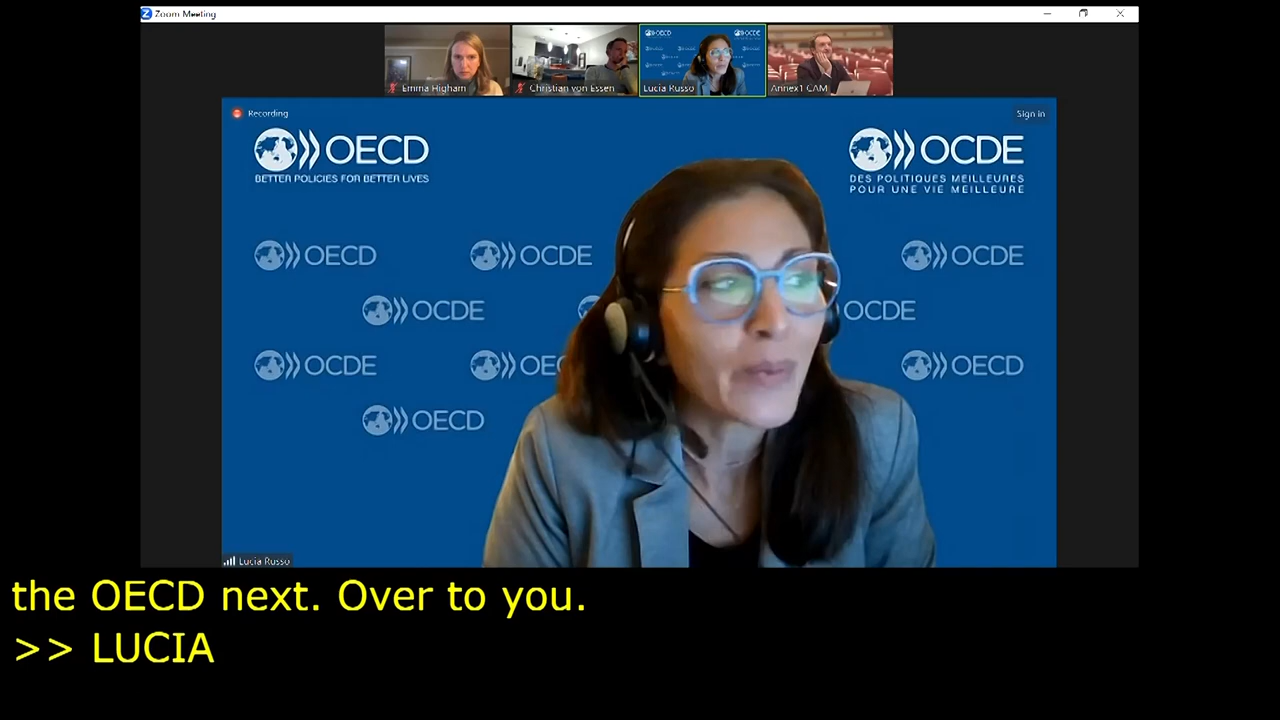 Zoom Meeting
Emma Higham
Christian von Essen
Lucia Russo
Annex1 CAM
Recording
Sign in
OECD
BETTER POLICIES FOR BETTER LIVES
OCDE
DES POLITIQUES MEILLEURES
POUR UNE VIE MEILLEURE
OECD
OCDE
OECD
OCDE
OCDE
OCDE
OEC
OECD
OECD
Lucia Russo
the OECD next. Over to you.
>> LUCIA